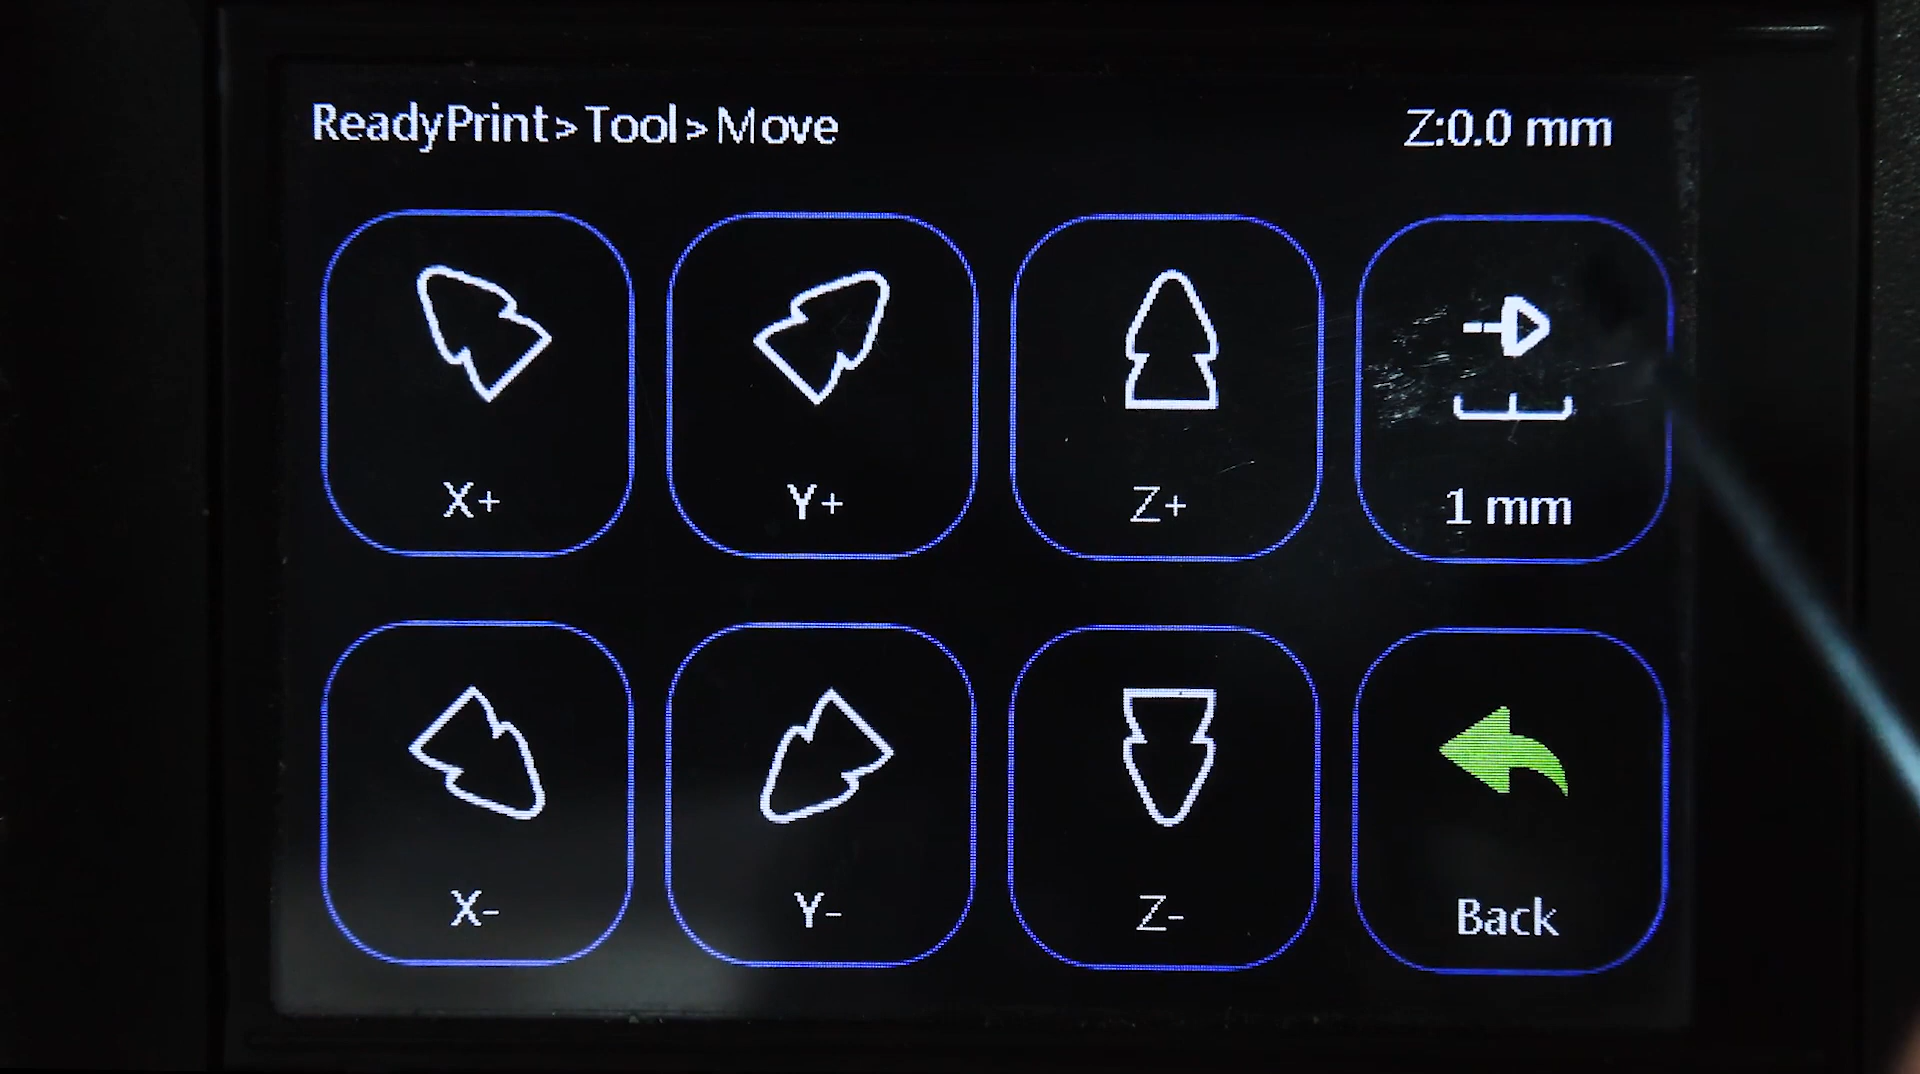 ReadyPrint>Tool>Move Z:0.0 mm
X+ Y+ Z+ 1 mm
X- Y- Z- Back